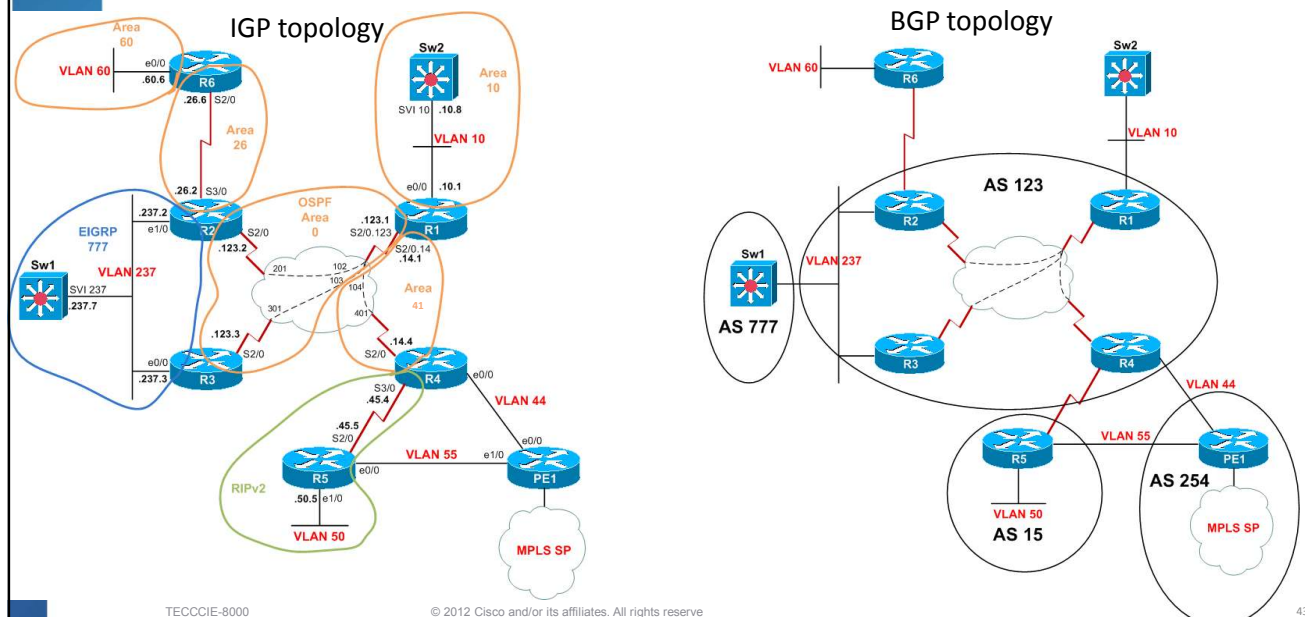 IGP topology
Area
60
VLAN 60
e0/0
.60.6
R6
.26.6
S2/0
Area
26
.26.2
S3/0
Sw2
SVI 10
.10.8
Area
10
VLAN 10
e0/0
.10.1
EIGRP
777
.237.2
e1/0
R2
S2/0
.123.2
OSPF
Area
0
.123.1
S2/0.123
R1
S2/0.14
.14.1
Sw1
VLAN 237
SVI 237
.237.7
201
102
103
104
301
401
Area
41
.123.3
S2/0
.14.4
S2/0
e0/0
.237.3
R3
R4
e0/0
S3/0
.45.4
VLAN 44
.45.5
S2/0
e0/0
RIPv2
R5
e0/0
VLAN 55
e1/0
PE1
.50.5
e1/0
VLAN 50
MPLS SP
BGP topology
VLAN 60
R6
Sw2
VLAN 10
AS 123
R2
R1
Sw1
VLAN 237
AS 777
R3
R4
VLAN 44
R5
VLAN 55
PE1
AS 254
VLAN 50
AS 15
MPLS SP
TECCCIE-8000
© 2012 Cisco and/or its affiliates. All rights reserve
43